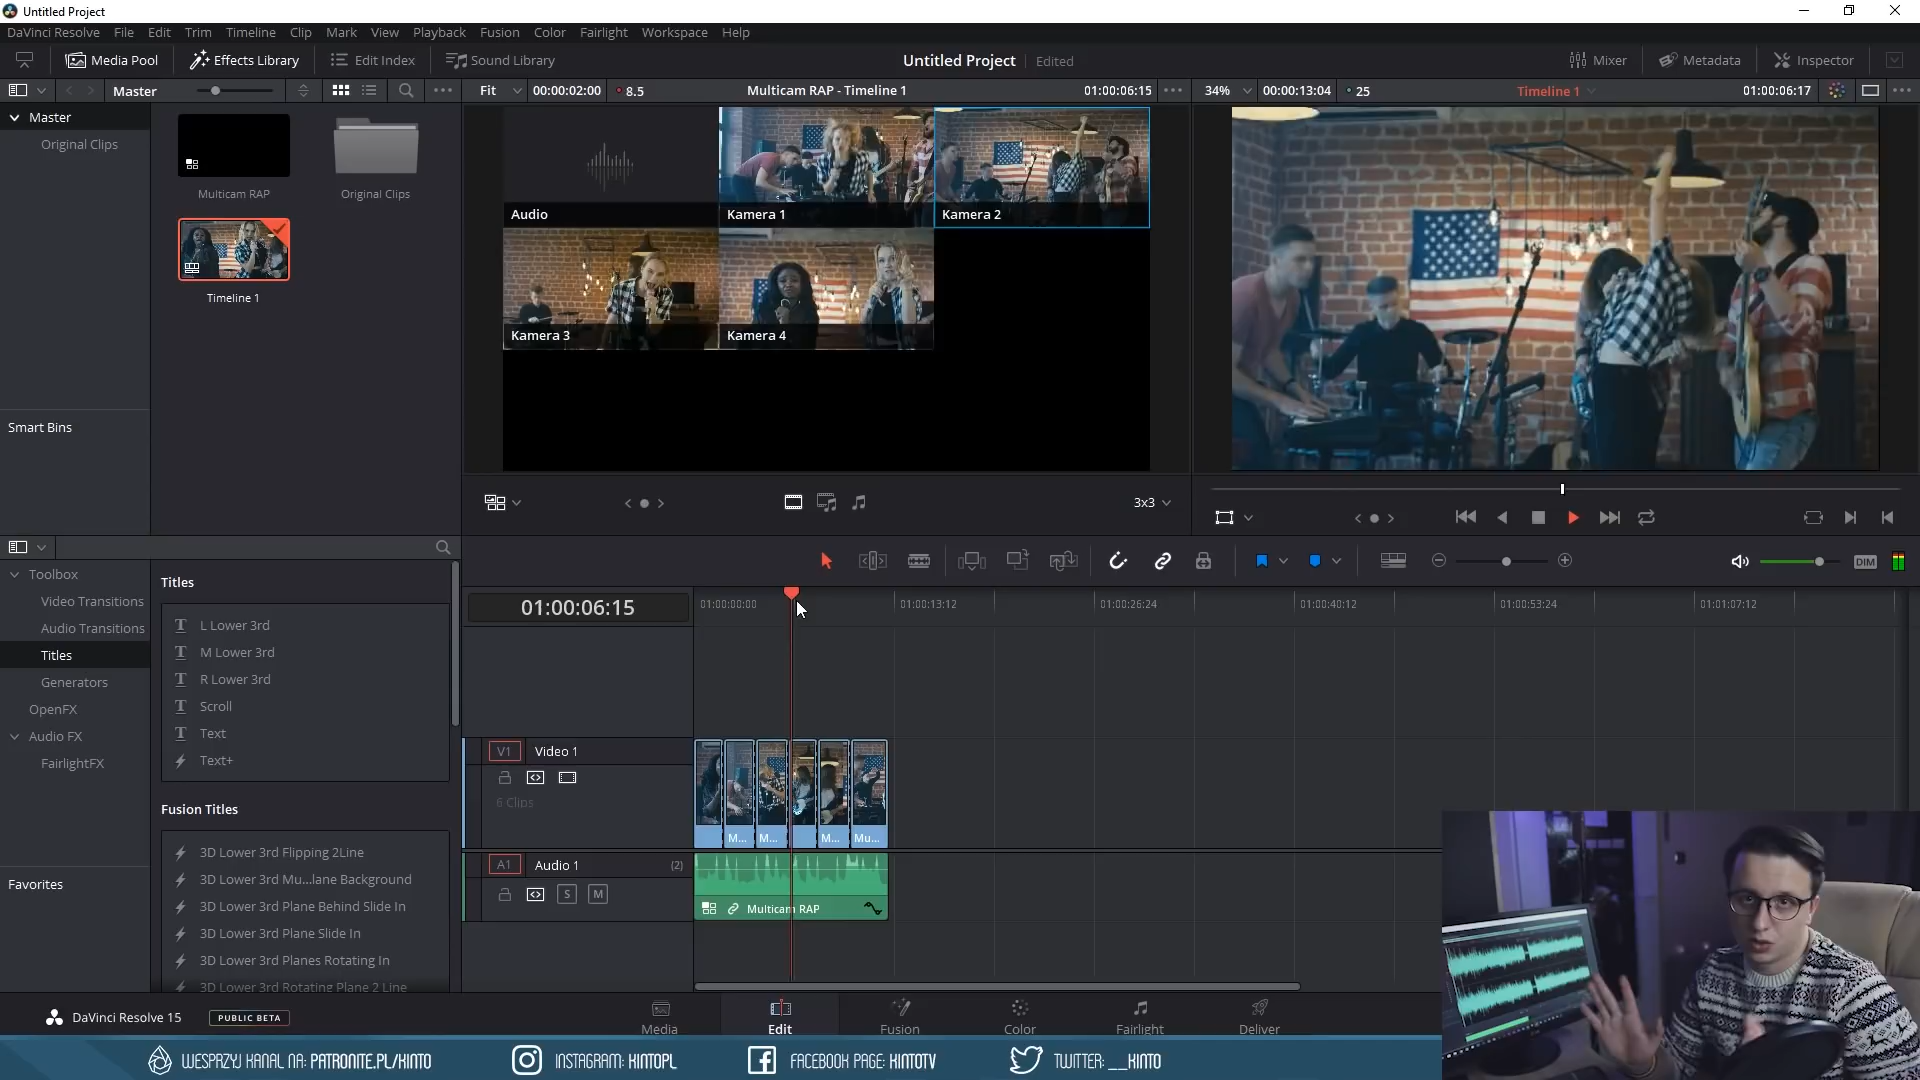 Untitled Project
DaVinci Resolve File Edit Trim Timeline Clip Mark View Playback Fusion Color Fairlight Workspace Help
Media Pool Effects Library Edit Index Sound Library Untitled Project Edited Mixer Metadata Inspector
Master Fit 00:00:02:00 8.5 Multicam RAP - Timeline 1 01:00:06:15 34% 00:00:13:04 25 Timeline 1 01:00:06:17
Master
Original Clips
Multicam RAP
Original Clips
Timeline 1
Smart Bins
Audio
Kamera 1
Kamera 2
Kamera 3
Kamera 4
3x3
DIM
Toolbox
Video Transitions
Audio Transitions
Titles
Generators
OpenFX
Audio FX
FairlightFX
Favorites
Titles
L Lower 3rd
M Lower 3rd
R Lower 3rd
Scroll
Text
Text+
Fusion Titles
3D Lower 3rd Flipping 2Line
3D Lower 3rd Mu...lane Background
3D Lower 3rd Plane Behind Slide In
3D Lower 3rd Plane Slide In
3D Lower 3rd Planes Rotating In
3D Lower 3rd Rotating Plane 2 Line
01:00:06:15
01:00:00:00 01:00:13:12 01:00:26:24 01:00:40:12 01:00:53:24 01:01:07:12
V1 Video 1
6 Clips
M... M... M... Mu...
A1 Audio 1 (2)
S M
Multicam RAP
DaVinci Resolve 15 PUBLIC BETA
Media Edit Fusion Color Fairlight Deliver
WESPRZYJ KANAŁ NA: PATRONITE.PL/KINTO INSTAGRAM: KINTOPL FACEBOOK PAGE: KINTOTV TWITTER: __KINTO